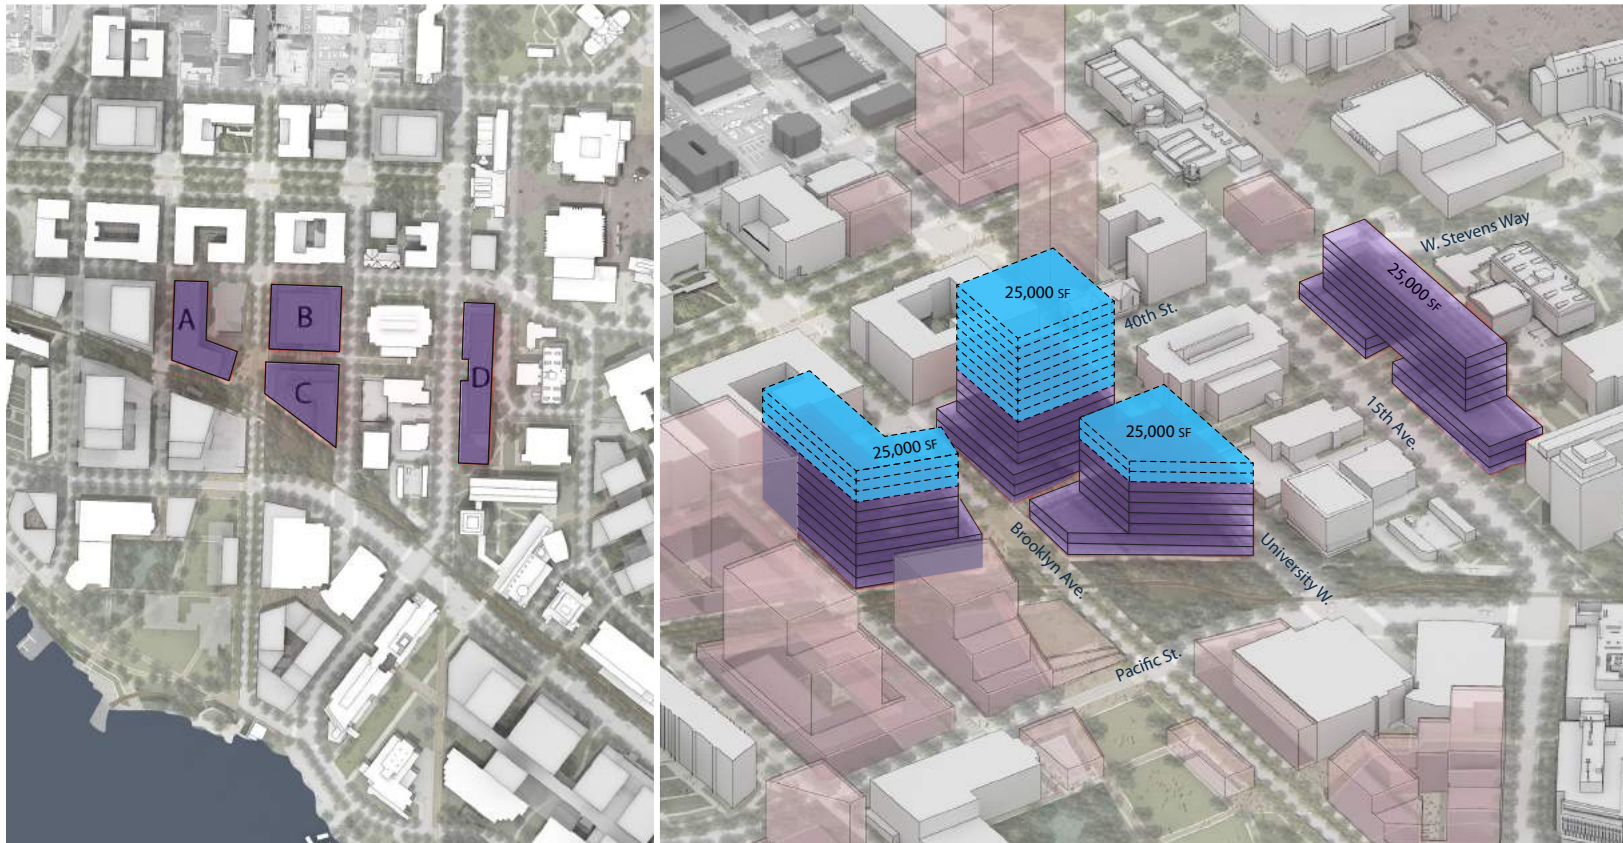 A
B
C
D
W. Stevens Way
25,000 SF
25,000 SF
40th St.
15th Ave.
25,000 SF
25,000 SF
Brooklyn Ave.
University W.
Pacific St.